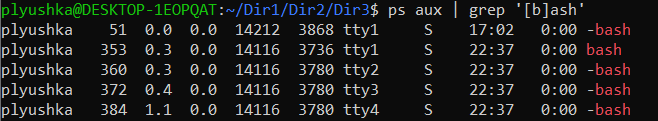 plyushka@DESKTOP-1EOPQAT:~/Dir1/Dir2/Dir3$ ps aux | grep '[b]ash'
plyushka 51 0.0 0.0 14212 3868 tty1 S 17:02 0:00 -bash
plyushka 353 0.3 0.0 14116 3736 tty1 S 22:37 0:00 bash
plyushka 360 0.3 0.0 14116 3780 tty2 S 22:37 0:00 -bash
plyushka 372 0.4 0.0 14116 3780 tty3 S 22:37 0:00 -bash
plyushka 384 1.1 0.0 14116 3780 tty4 S 22:37 0:00 -bash